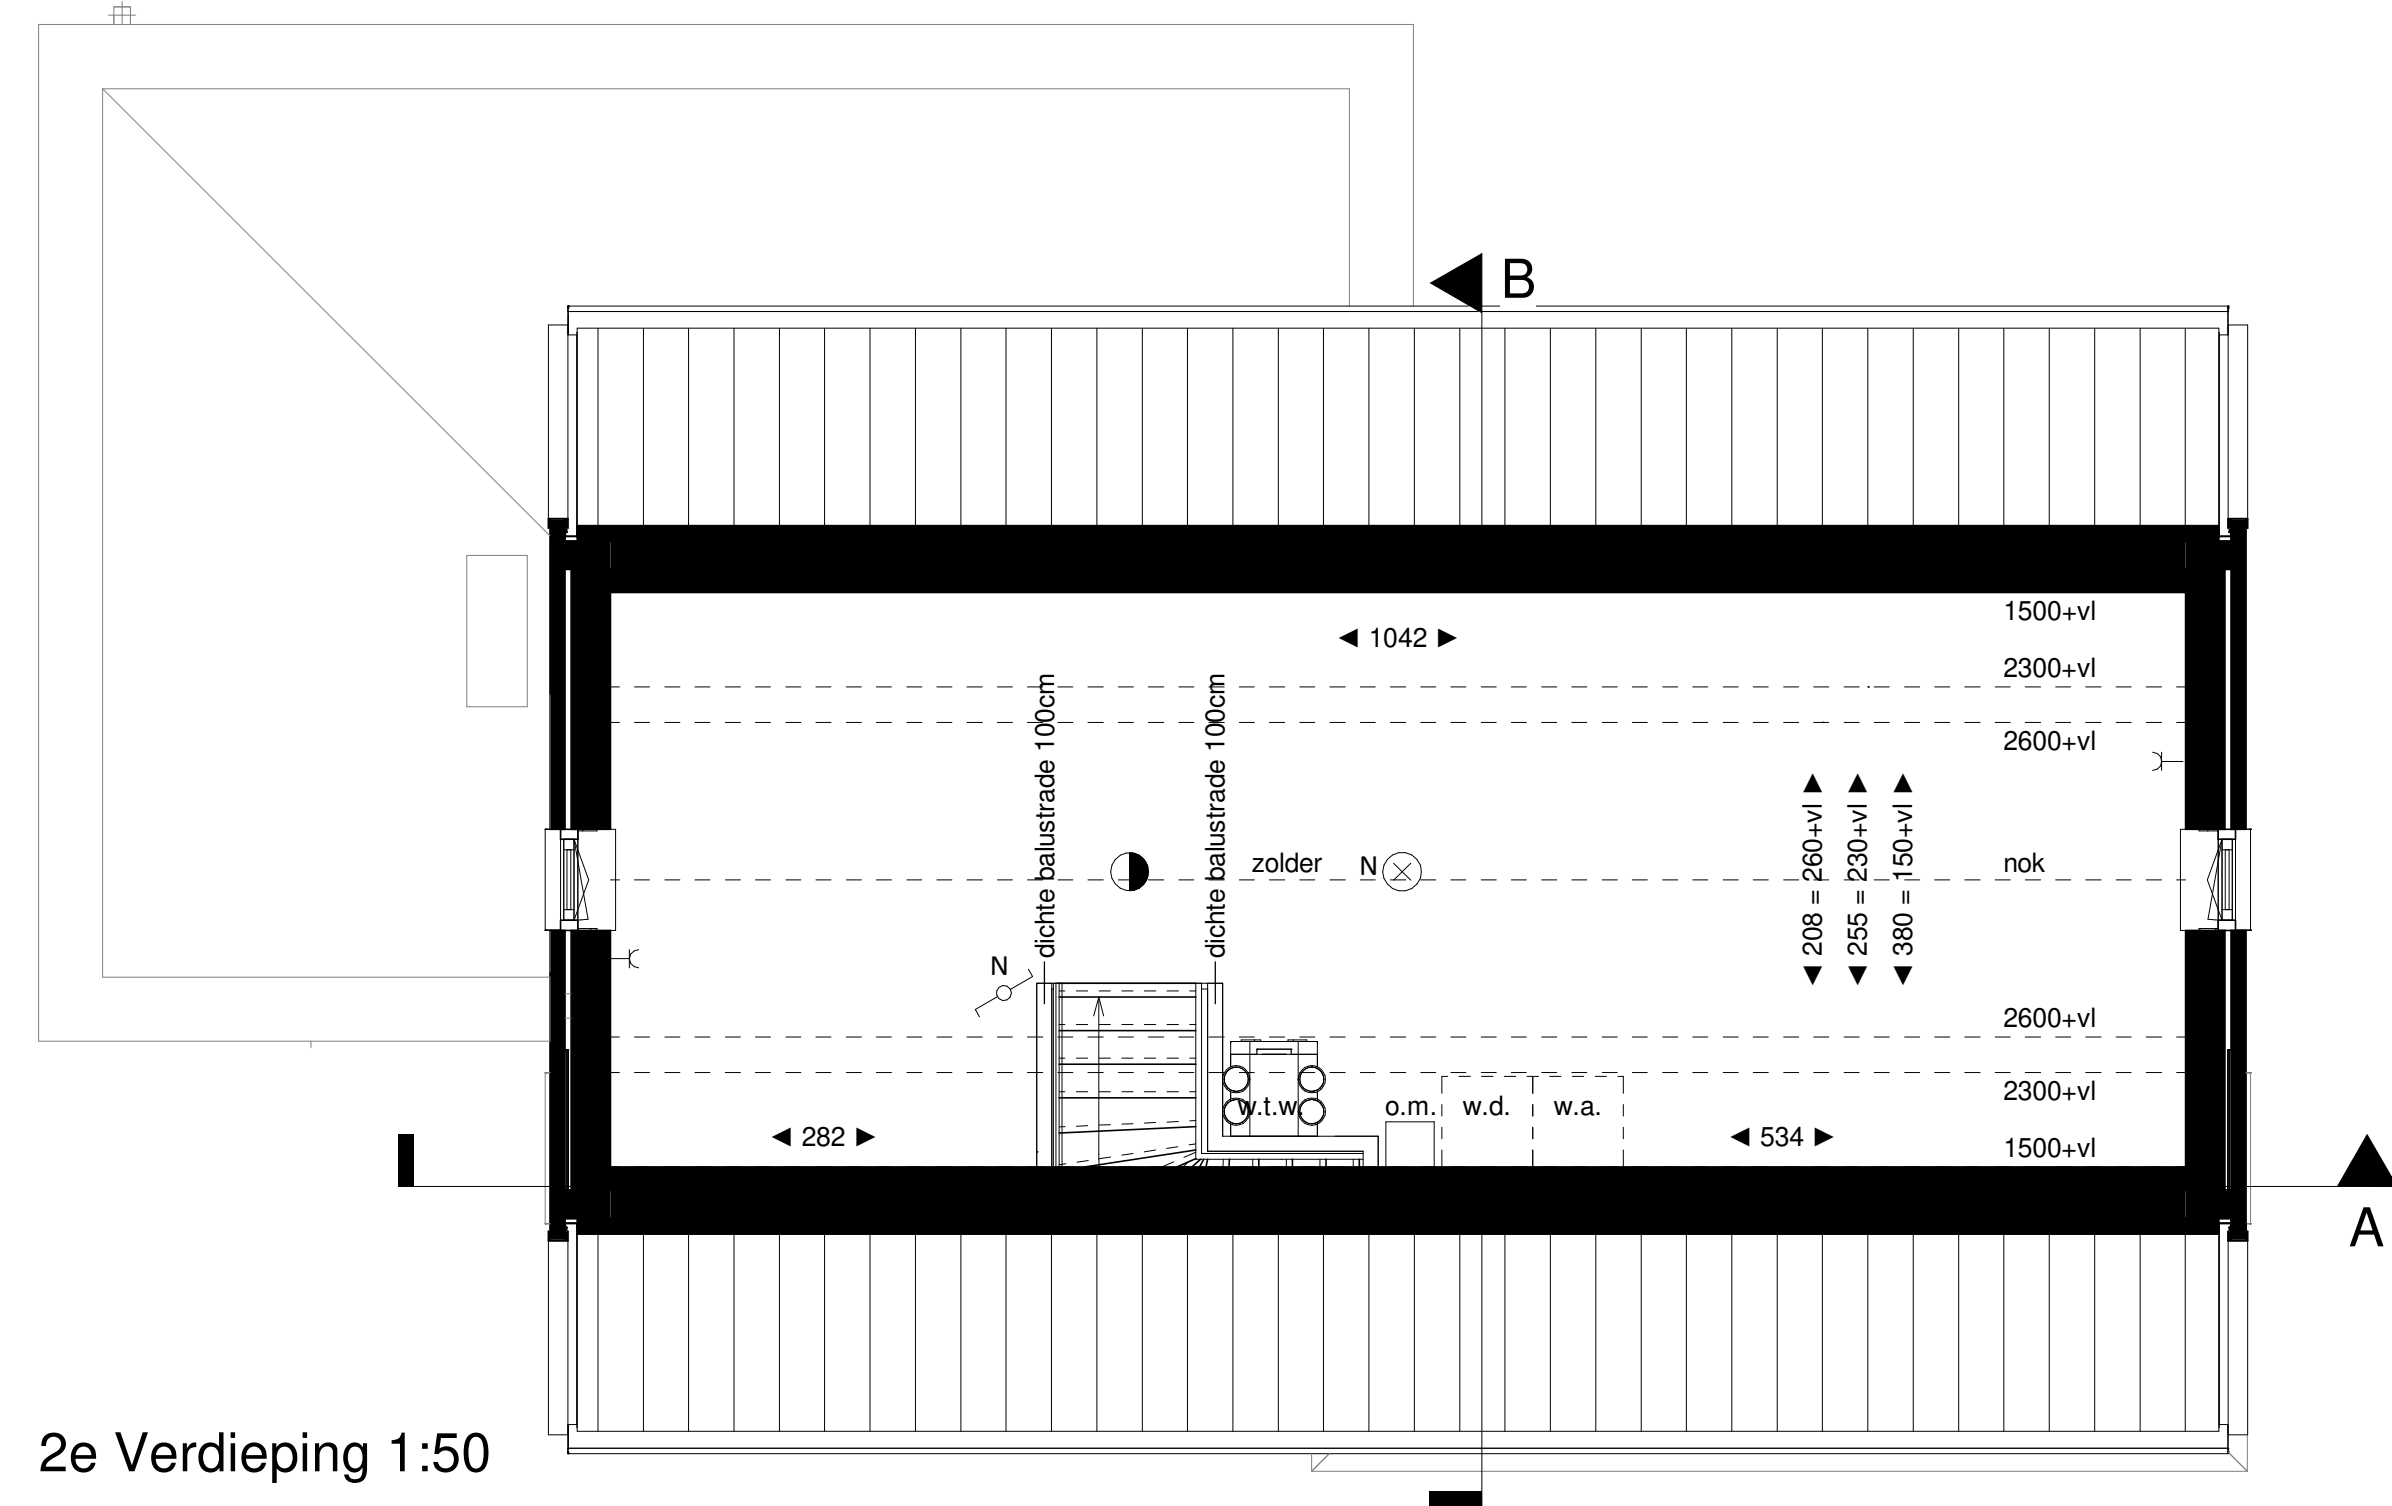 B
1500+vl
◄ 1042 ►
2300+vl
dichte balustrade 100cm
dichte balustrade 100cm
2600+vl
◄ 208 = 260+vl ►
◄ 255 = 230+vl ►
◄ 380 = 150+vl ►
zolder
N
nok
N
2600+vl
2300+vl
w.t.w.
o.m.
w.d.
w.a.
◄ 282 ►
◄ 534 ►
1500+vl
A
2e Verdieping 1:50